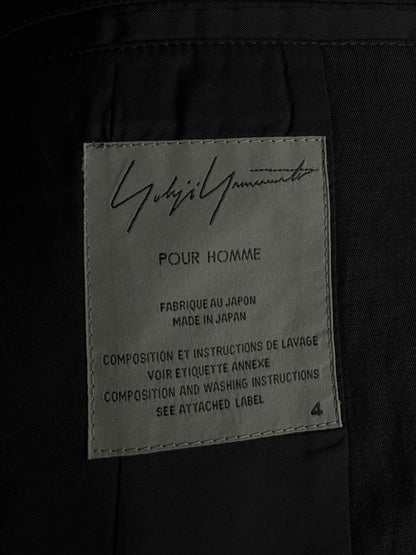 Yohji Yamamoto
POUR HOMME
FABRIQUE AU JAPON
MADE IN JAPAN
COMPOSITION ET INSTRUCTIONS DE LAVAGE
VOIR ETIQUETTE ANNEXE
COMPOSITION AND WASHING INSTRUCTIONS
SEE ATTACHED LABEL
4